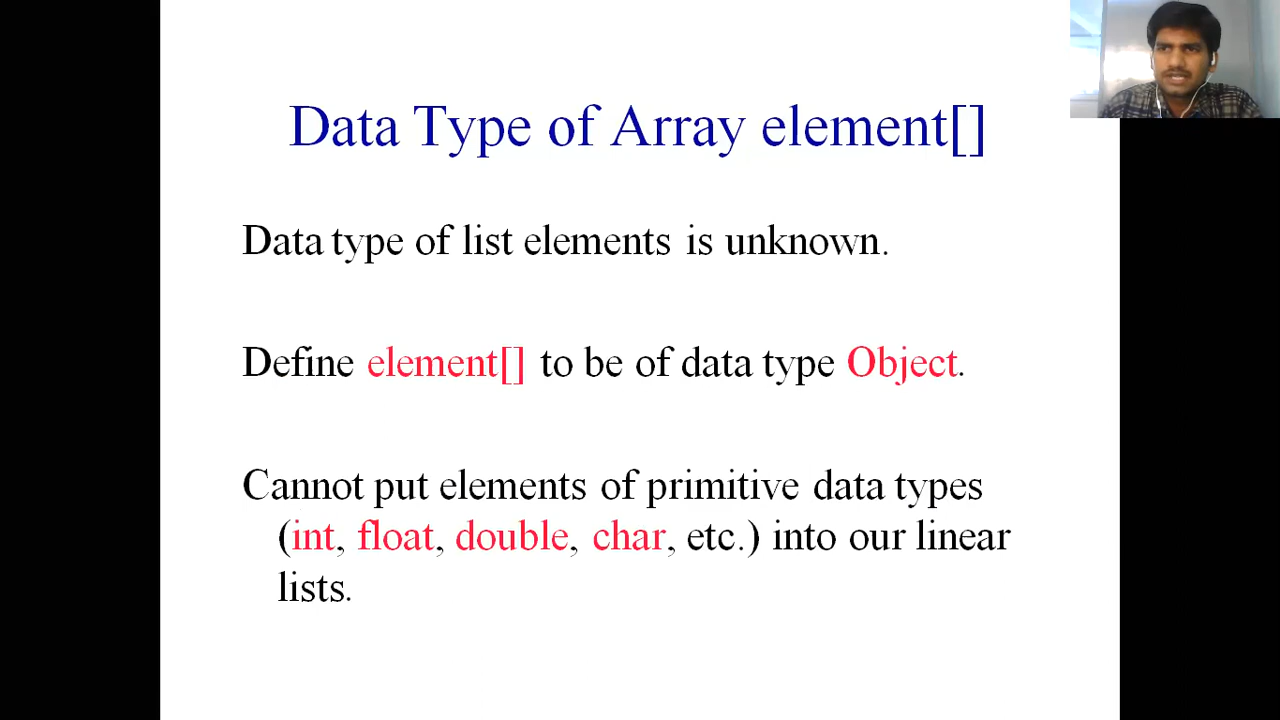 Data Type of Array element[]
Data type of list elements is unknown.
Define element[] to be of data type Object.
Cannot put elements of primitive data types
(int, float, double, char, etc.) into our linear
lists.